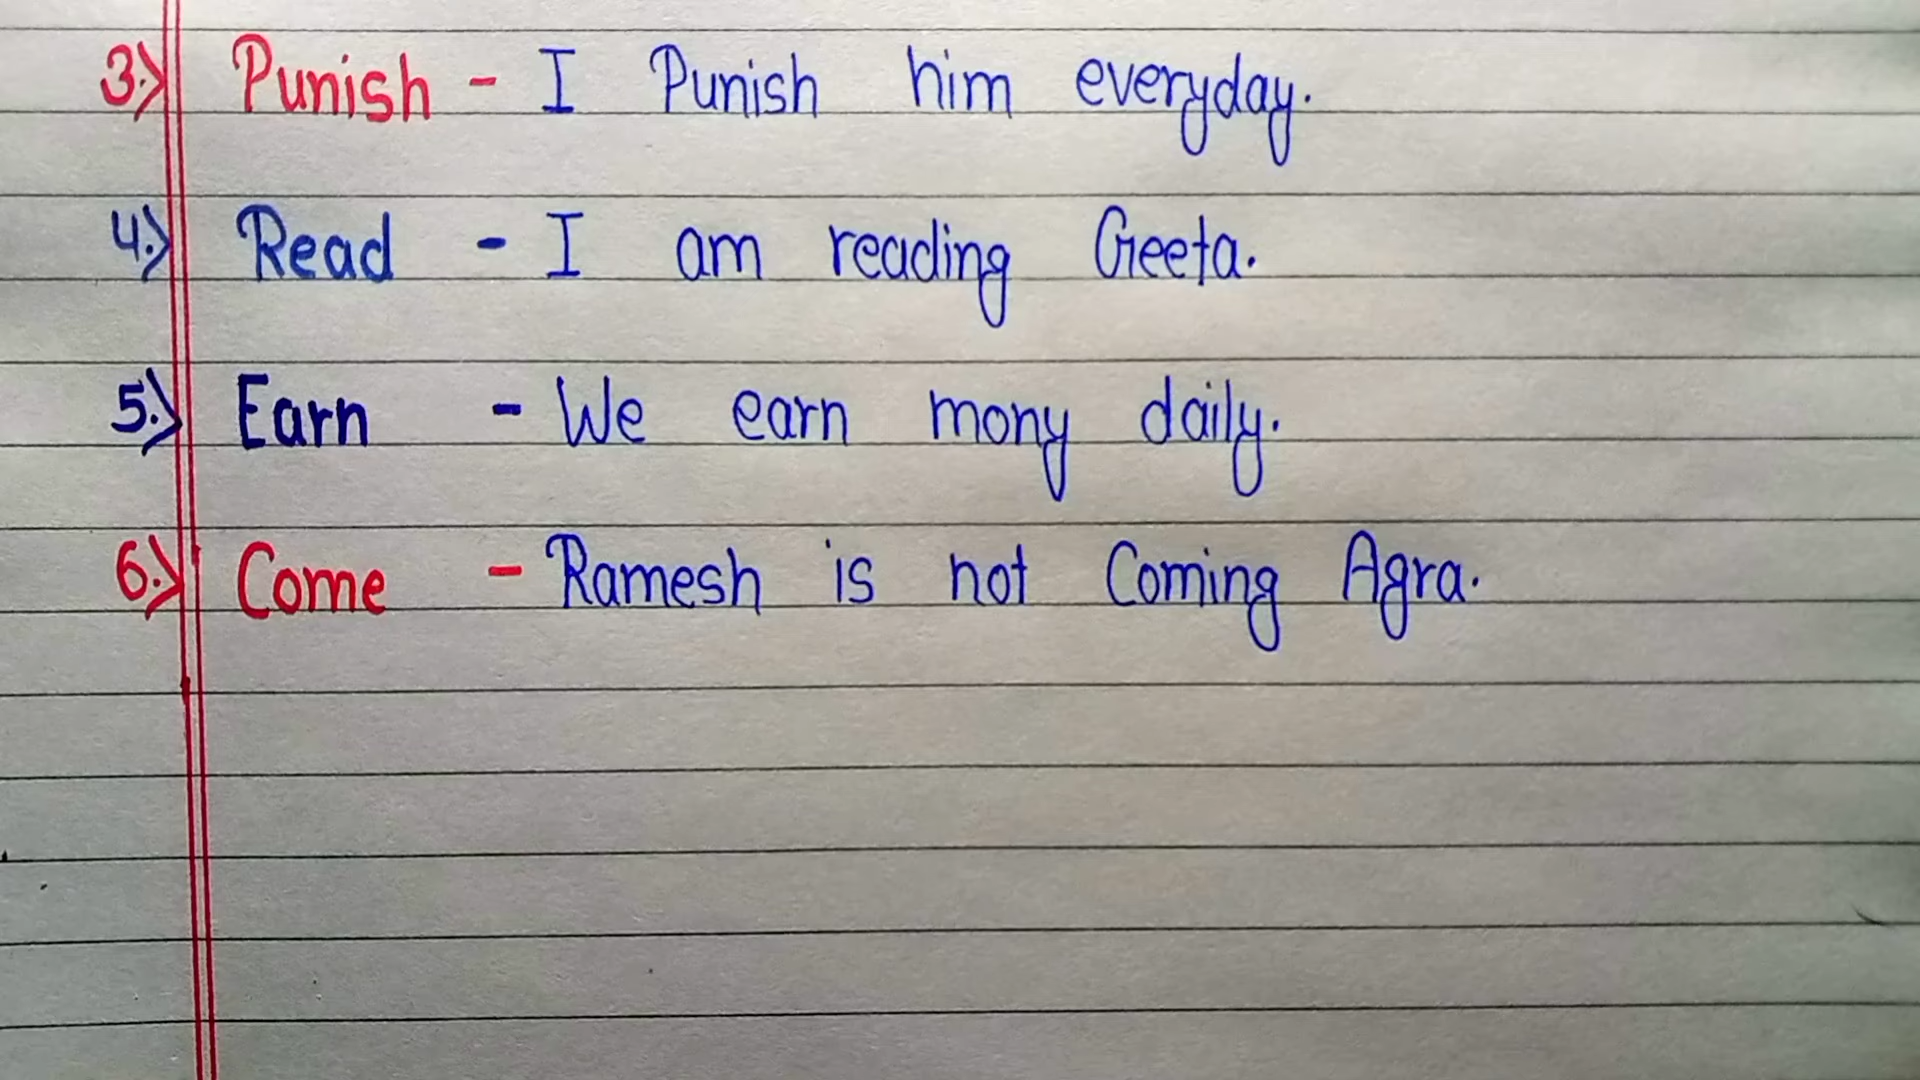 3.) Punish - I Punish him everyday.
4.) Read - I am reading Geeta.
5.) Earn - We earn mony daily.
6.) Come - Ramesh is not Coming Agra.